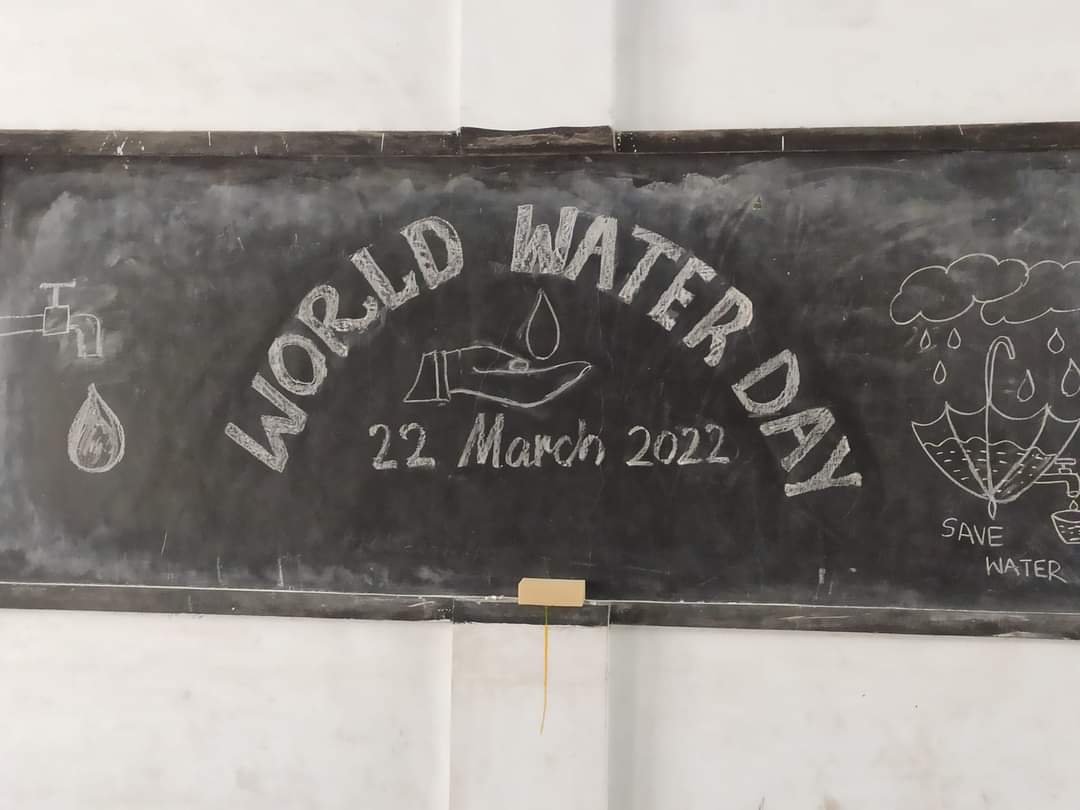 WORLD WATER DAY
22 March 2022
SAVE
WATER